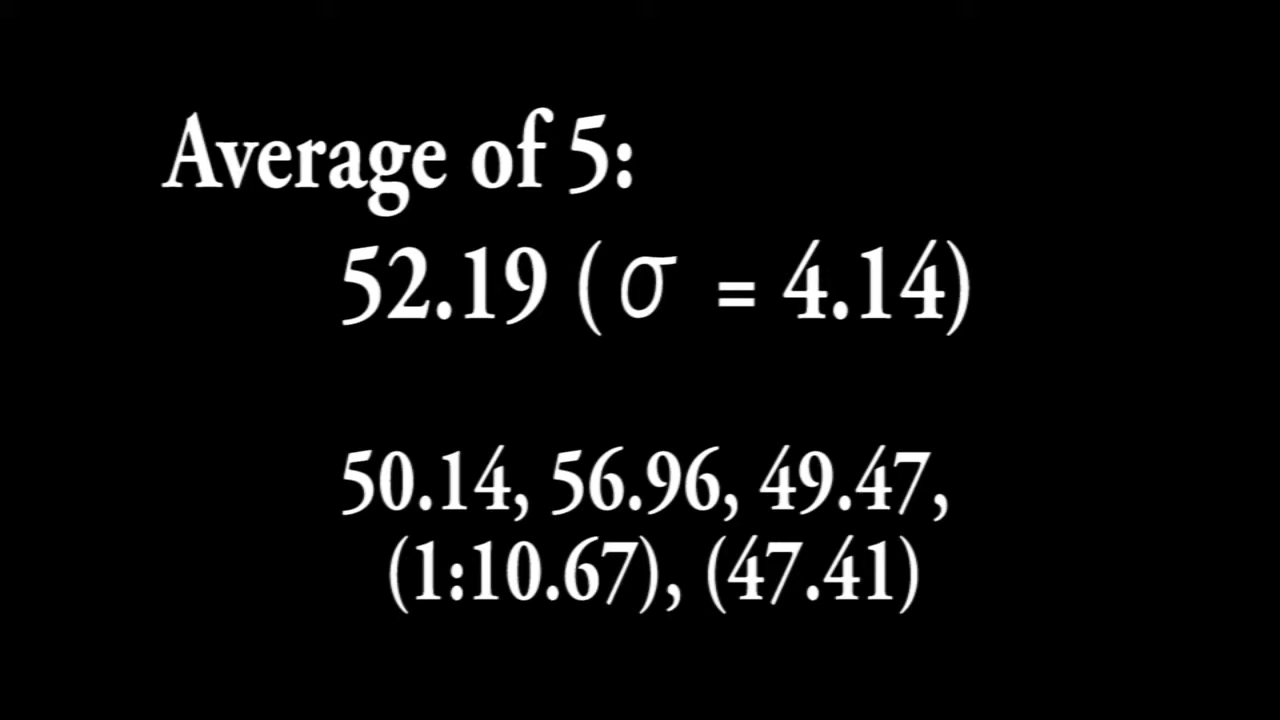 Average of 5:
52.19 (σ = 4.14)
50.14, 56.96, 49.47,
(1:10.67), (47.41)